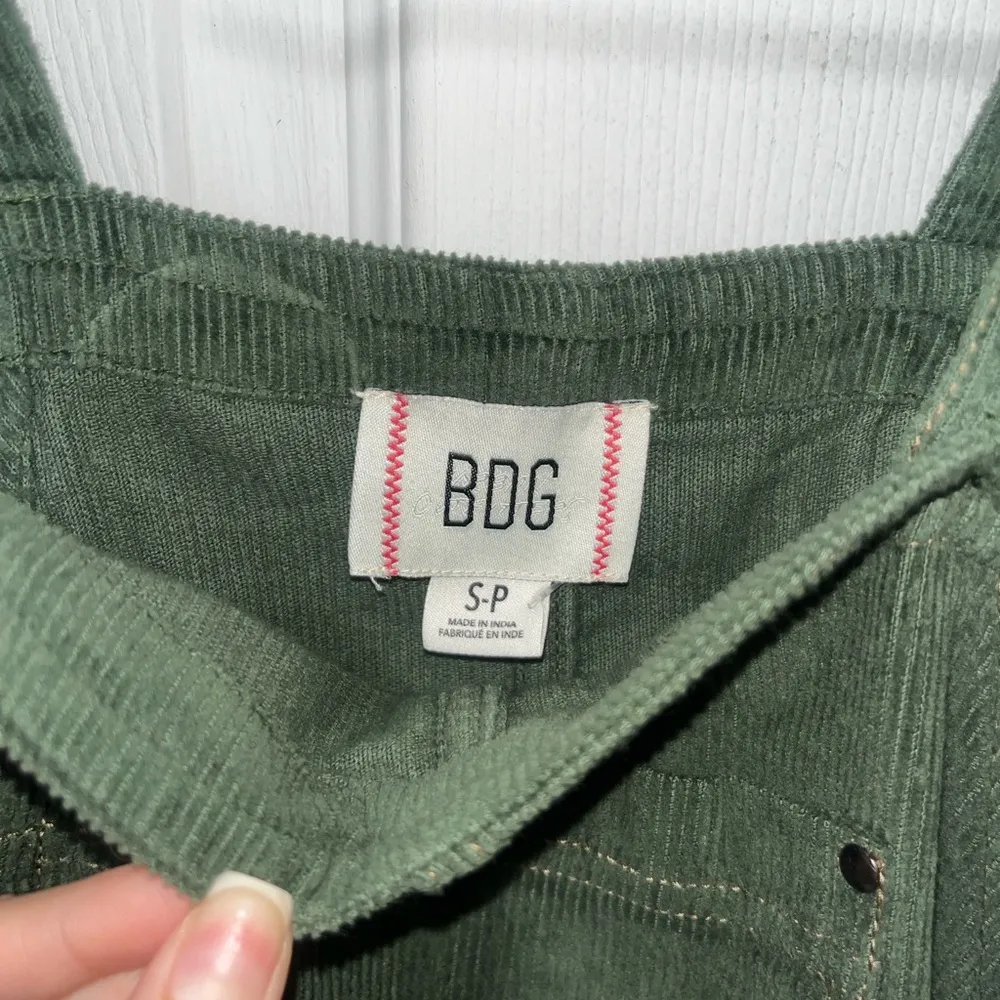 BDG
S-P
MADE IN INDIA
FABRIQUÉ EN INDE